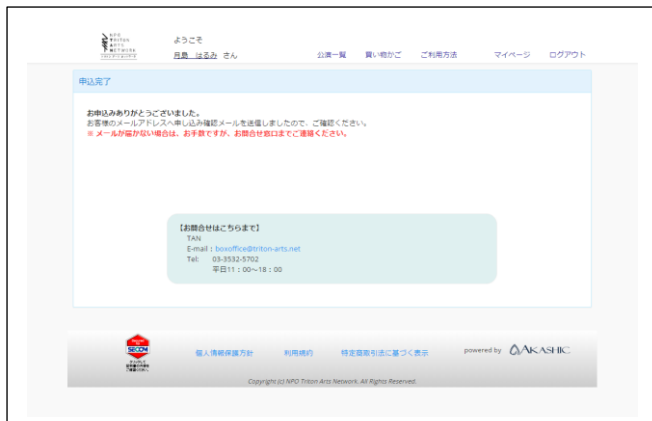 NPO
TRITON
ARTS
NETWORK
ようこそ
月島 はるみ さん
公演一覧 買い物かご ご利用方法 マイページ ログアウト
申込完了
お申込みありがとうございました。
お客様のメールアドレスへ申し込み確認メールを送信しましたので、ご確認ください。
※ メールが届かない場合は、お手数ですが、お問合せ窓口までご連絡ください。
【お問合せはこちらまで】
TAN
E-mail : boxoffice@triton-arts.net
Tel: 03-3532-5702
平日11:00～18:00
SECOM
個人情報保護方針 利用規約 特定商取引法に基づく表示 powered by AKASHIC
Copyright (c) NPO Triton Arts Network. All Rights Reserved.